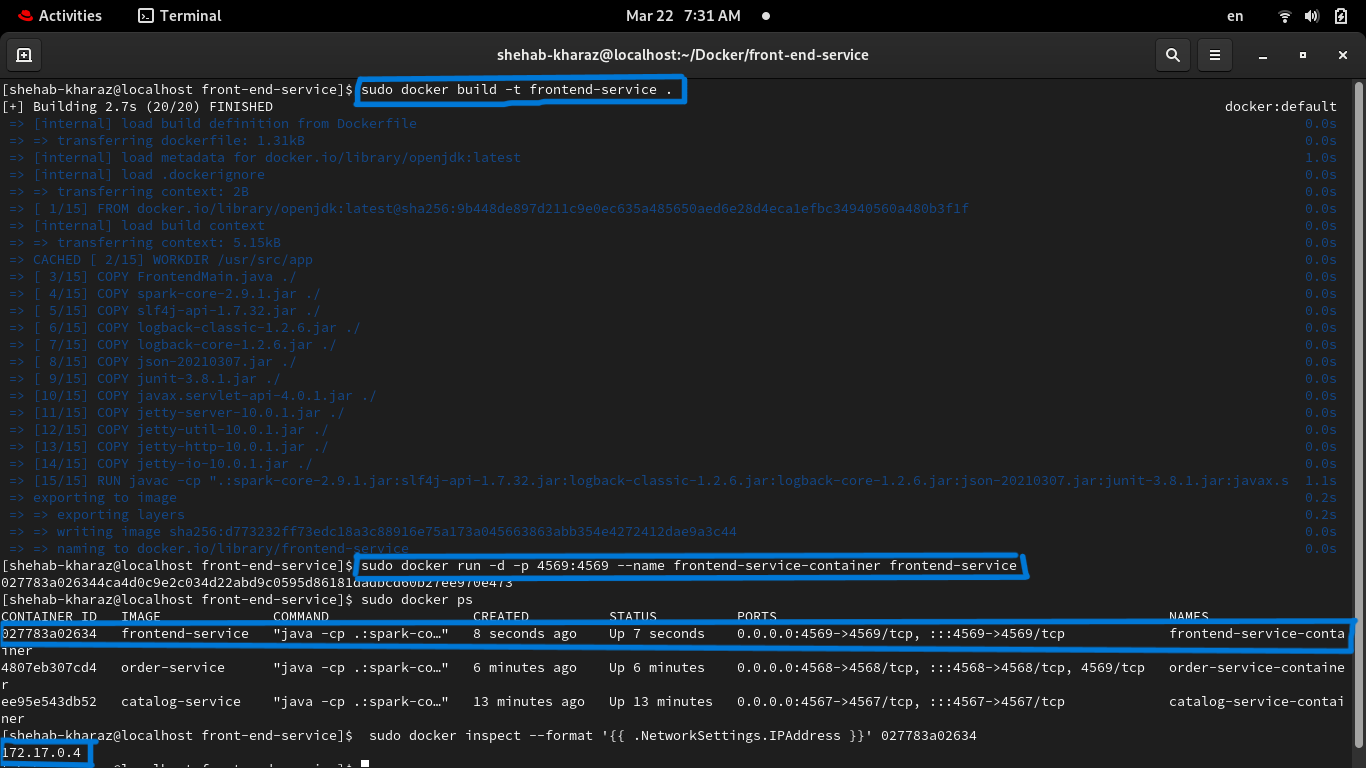 Activities Terminal Mar 22 7:31 AM en
shehab-kharaz@localhost:~/Docker/front-end-service
[shehab-kharaz@localhost front-end-service]$ sudo docker build -t frontend-service .
[+] Building 2.7s (20/20) FINISHED docker:default
=> [internal] load build definition from Dockerfile 0.0s
=> => transferring dockerfile: 1.31kB 0.0s
=> [internal] load metadata for docker.io/library/openjdk:latest 1.0s
=> [internal] load .dockerignore 0.0s
=> => transferring context: 2B 0.0s
=> [ 1/15] FROM docker.io/library/openjdk:latest@sha256:9b448de897d211c9e0ec635a485650aed6e28d4eca1efbc34940560a480b3f1f 0.0s
=> [internal] load build context 0.0s
=> => transferring context: 5.15kB 0.0s
=> CACHED [ 2/15] WORKDIR /usr/src/app 0.0s
=> [ 3/15] COPY FrontendMain.java ./ 0.0s
=> [ 4/15] COPY spark-core-2.9.1.jar ./ 0.0s
=> [ 5/15] COPY slf4j-api-1.7.32.jar ./ 0.0s
=> [ 6/15] COPY logback-classic-1.2.6.jar ./ 0.0s
=> [ 7/15] COPY logback-core-1.2.6.jar ./ 0.0s
=> [ 8/15] COPY json-20210307.jar ./ 0.0s
=> [ 9/15] COPY junit-3.8.1.jar ./ 0.0s
=> [10/15] COPY javax.servlet-api-4.0.1.jar ./ 0.0s
=> [11/15] COPY jetty-server-10.0.1.jar ./ 0.0s
=> [12/15] COPY jetty-util-10.0.1.jar ./ 0.0s
=> [13/15] COPY jetty-http-10.0.1.jar ./ 0.0s
=> [14/15] COPY jetty-io-10.0.1.jar ./ 0.0s
=> [15/15] RUN javac -cp ".:spark-core-2.9.1.jar:slf4j-api-1.7.32.jar:logback-classic-1.2.6.jar:logback-core-1.2.6.jar:json-20210307.jar:junit-3.8.1.jar:javax.s 1.1s
=> exporting to image 0.2s
=> => exporting layers 0.2s
=> => writing image sha256:d773232ff73edc18a3c88916e75a173a045663863abb354e4272412dae9a3c44 0.0s
=> => naming to docker.io/library/frontend-service 0.0s
[shehab-kharaz@localhost front-end-service]$ sudo docker run -d -p 4569:4569 --name frontend-service-container frontend-service
027783a026344ca4d0c9e2c034d22abd9c0595d86181dadbcd60b27ee970e473
[shehab-kharaz@localhost front-end-service]$ sudo docker ps
CONTAINER ID IMAGE COMMAND CREATED STATUS PORTS NAMES
027783a02634 frontend-service "java -cp .:spark-co…" 8 seconds ago Up 7 seconds 0.0.0.0:4569->4569/tcp, :::4569->4569/tcp frontend-service-conta
iner
4807eb307cd4 order-service "java -cp .:spark-co…" 6 minutes ago Up 6 minutes 0.0.0.0:4568->4568/tcp, :::4568->4568/tcp, 4569/tcp order-service-containe
r
ee95e543db52 catalog-service "java -cp .:spark-co…" 13 minutes ago Up 13 minutes 0.0.0.0:4567->4567/tcp, :::4567->4567/tcp catalog-service-contai
ner
[shehab-kharaz@localhost front-end-service]$ sudo docker inspect --format '{{ .NetworkSettings.IPAddress }}' 027783a02634
172.17.0.4